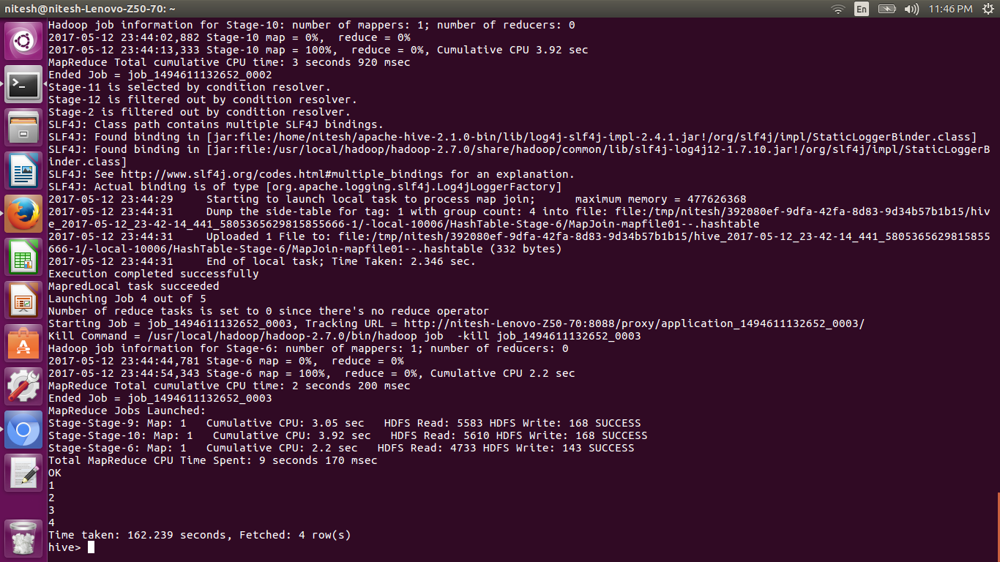 nitesh@nitesh-Lenovo-Z50-70: ~
En
11:46 PM
Hadoop job information for Stage-10: number of mappers: 1; number of reducers: 0
2017-05-12 23:44:02,882 Stage-10 map = 0%,  reduce = 0%
2017-05-12 23:44:13,333 Stage-10 map = 100%,  reduce = 0%, Cumulative CPU 3.92 sec
MapReduce Total cumulative CPU time: 3 seconds 920 msec
Ended Job = job_1494611132652_0002
Stage-11 is selected by condition resolver.
Stage-12 is filtered out by condition resolver.
Stage-2 is filtered out by condition resolver.
SLF4J: Class path contains multiple SLF4J bindings.
SLF4J: Found binding in [jar:file:/home/nitesh/apache-hive-2.1.0-bin/lib/log4j-slf4j-impl-2.4.1.jar!/org/slf4j/impl/StaticLoggerBinder.class]
SLF4J: Found binding in [jar:file:/usr/local/hadoop/hadoop-2.7.0/share/hadoop/common/lib/slf4j-log4j12-1.7.10.jar!/org/slf4j/impl/StaticLoggerB
inder.class]
SLF4J: See http://www.slf4j.org/codes.html#multiple_bindings for an explanation.
SLF4J: Actual binding is of type [org.apache.logging.slf4j.Log4jLoggerFactory]
2017-05-12 23:44:29     Starting to launch local task to process map join;      maximum memory = 477626368
2017-05-12 23:44:31     Dump the side-table for tag: 1 with group count: 4 into file: file:/tmp/nitesh/392080ef-9dfa-42fa-8d83-9d34b57b1b15/hiv
e_2017-05-12_23-42-14_441_5805365629815855666-1/-local-10006/HashTable-Stage-6/MapJoin-mapfile01--.hashtable
2017-05-12 23:44:31     Uploaded 1 File to: file:/tmp/nitesh/392080ef-9dfa-42fa-8d83-9d34b57b1b15/hive_2017-05-12_23-42-14_441_5805365629815855
666-1/-local-10006/HashTable-Stage-6/MapJoin-mapfile01--.hashtable (332 bytes)
2017-05-12 23:44:31     End of local task; Time Taken: 2.346 sec.
Execution completed successfully
MapredLocal task succeeded
Launching Job 4 out of 5
Number of reduce tasks is set to 0 since there's no reduce operator
Starting Job = job_1494611132652_0003, Tracking URL = http://nitesh-Lenovo-Z50-70:8088/proxy/application_1494611132652_0003/
Kill Command = /usr/local/hadoop/hadoop-2.7.0/bin/hadoop job  -kill job_1494611132652_0003
Hadoop job information for Stage-6: number of mappers: 1; number of reducers: 0
2017-05-12 23:44:44,781 Stage-6 map = 0%,  reduce = 0%
2017-05-12 23:44:54,343 Stage-6 map = 100%,  reduce = 0%, Cumulative CPU 2.2 sec
MapReduce Total cumulative CPU time: 2 seconds 200 msec
Ended Job = job_1494611132652_0003
MapReduce Jobs Launched:
Stage-Stage-9: Map: 1   Cumulative CPU: 3.05 sec   HDFS Read: 5583 HDFS Write: 168 SUCCESS
Stage-Stage-10: Map: 1   Cumulative CPU: 3.92 sec   HDFS Read: 5610 HDFS Write: 168 SUCCESS
Stage-Stage-6: Map: 1   Cumulative CPU: 2.2 sec   HDFS Read: 4733 HDFS Write: 143 SUCCESS
Total MapReduce CPU Time Spent: 9 seconds 170 msec
OK
1
2
3
4
Time taken: 162.239 seconds, Fetched: 4 row(s)
hive>